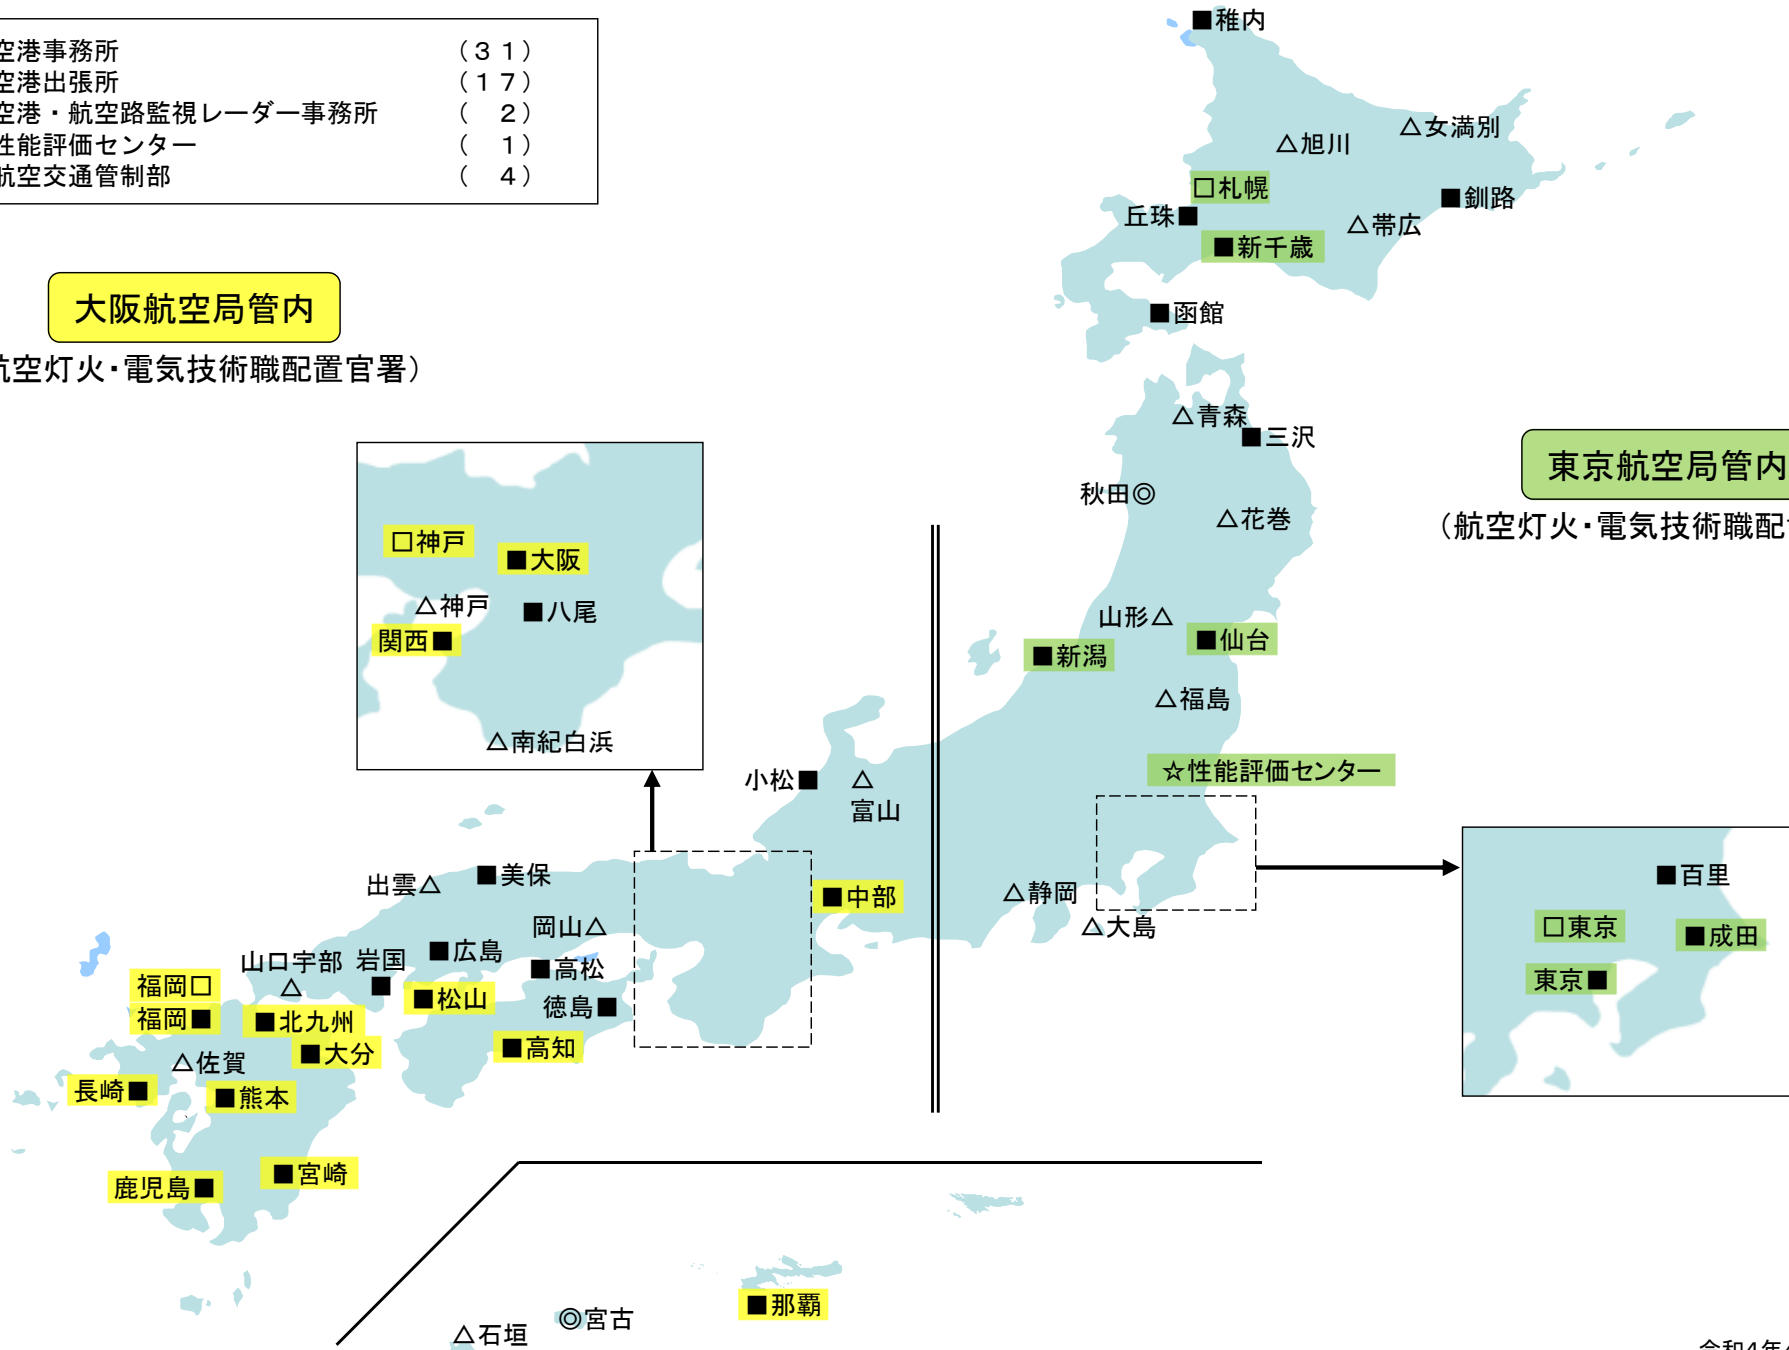 空港事務所 (31)
空港出張所 (17)
空港・航空路監視レーダー事務所 ( 2)
性能評価センター ( 1)
航空交通管制部 ( 4)
大阪航空局管内
航空灯火・電気技術職配置官署)
■稚内
△女満別
△旭川
□札幌
■釧路
丘珠■
△帯広
■新千歳
■函館
△青森
■三沢
東京航空局管内
秋田◎
△花巻
(航空灯火・電気技術職配
山形△
■仙台
■新潟
△福島
☆性能評価センター
□神戸
■大阪
△神戸
■八尾
関西■
△南紀白浜
小松■
△
富山
■百里
□東京
■成田
東京■
△静岡
△大島
■中部
出雲△
■美保
岡山△
■広島
■高松
山口宇部
△
岩国
■
福岡□
■松山
徳島■
福岡■
■北九州
■高知
■大分
△佐賀
長崎■
■熊本
■宮崎
鹿児島■
■那覇
◎宮古
△石垣
令和4年